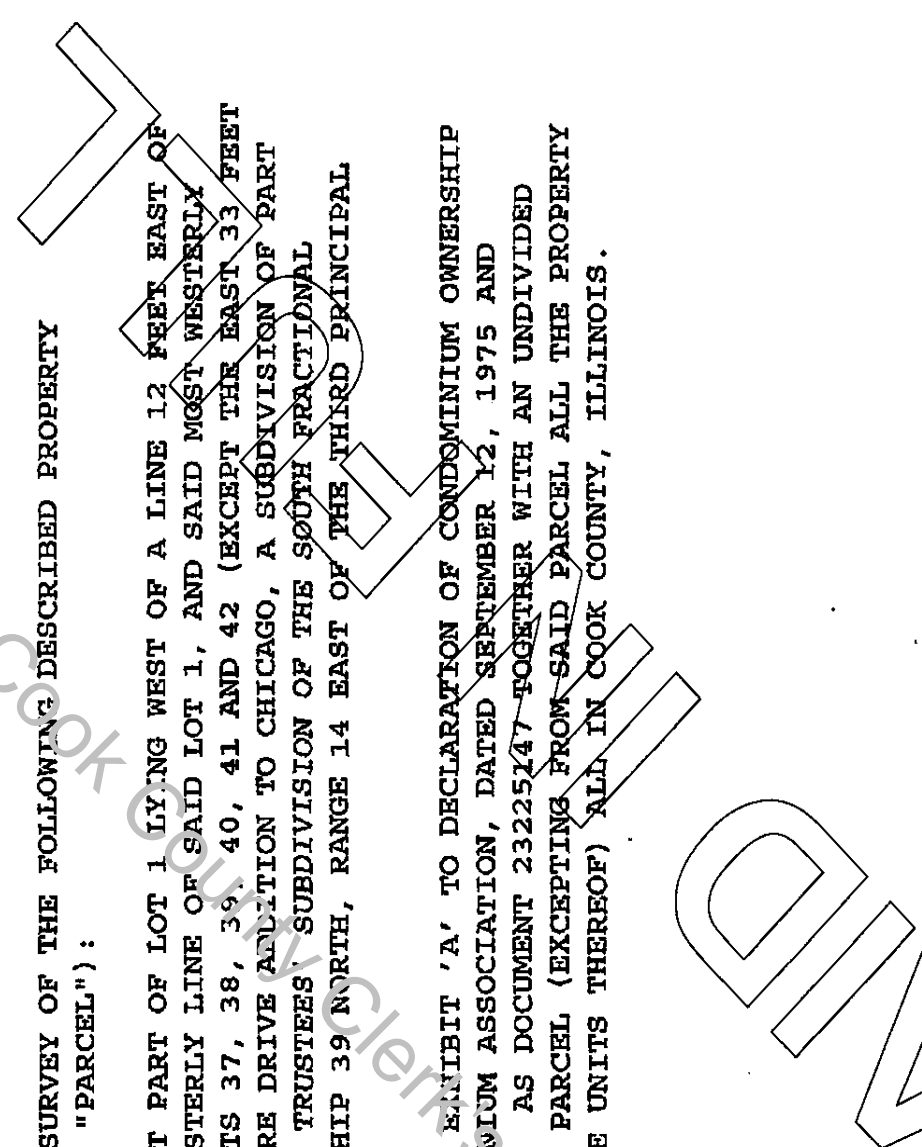 SURVEY OF THE FOLLOWING DESCRIBED PROPERTY
"PARCEL"):
T PART OF LOT 1 LYING WEST OF A LINE 12 FEET EAST OF
STERLY LINE OF SAID LOT 1, AND SAID MOST WESTERLY
TS 37, 38, 39, 40, 41 AND 42 (EXCEPT THE EAST 33 FEET
RE DRIVE ADDITION TO CHICAGO, A SUBDIVISION OF PART
TRUSTEES' SUBDIVISION OF THE SOUTH FRACTIONAL
HIP 39 NORTH, RANGE 14 EAST OF THE THIRD PRINCIPAL
EXHIBIT 'A' TO DECLARATION OF CONDOMINIUM OWNERSHIP
NIUM ASSOCIATION, DATED SEPTEMBER 12, 1975 AND
AS DOCUMENT 23225147 TOGETHER WITH AN UNDIVIDED
PARCEL (EXCEPTING FROM SAID PARCEL ALL THE PROPERTY
E UNITS THEREOF) ALL IN COOK COUNTY, ILLINOIS.
Cook County Clerk's